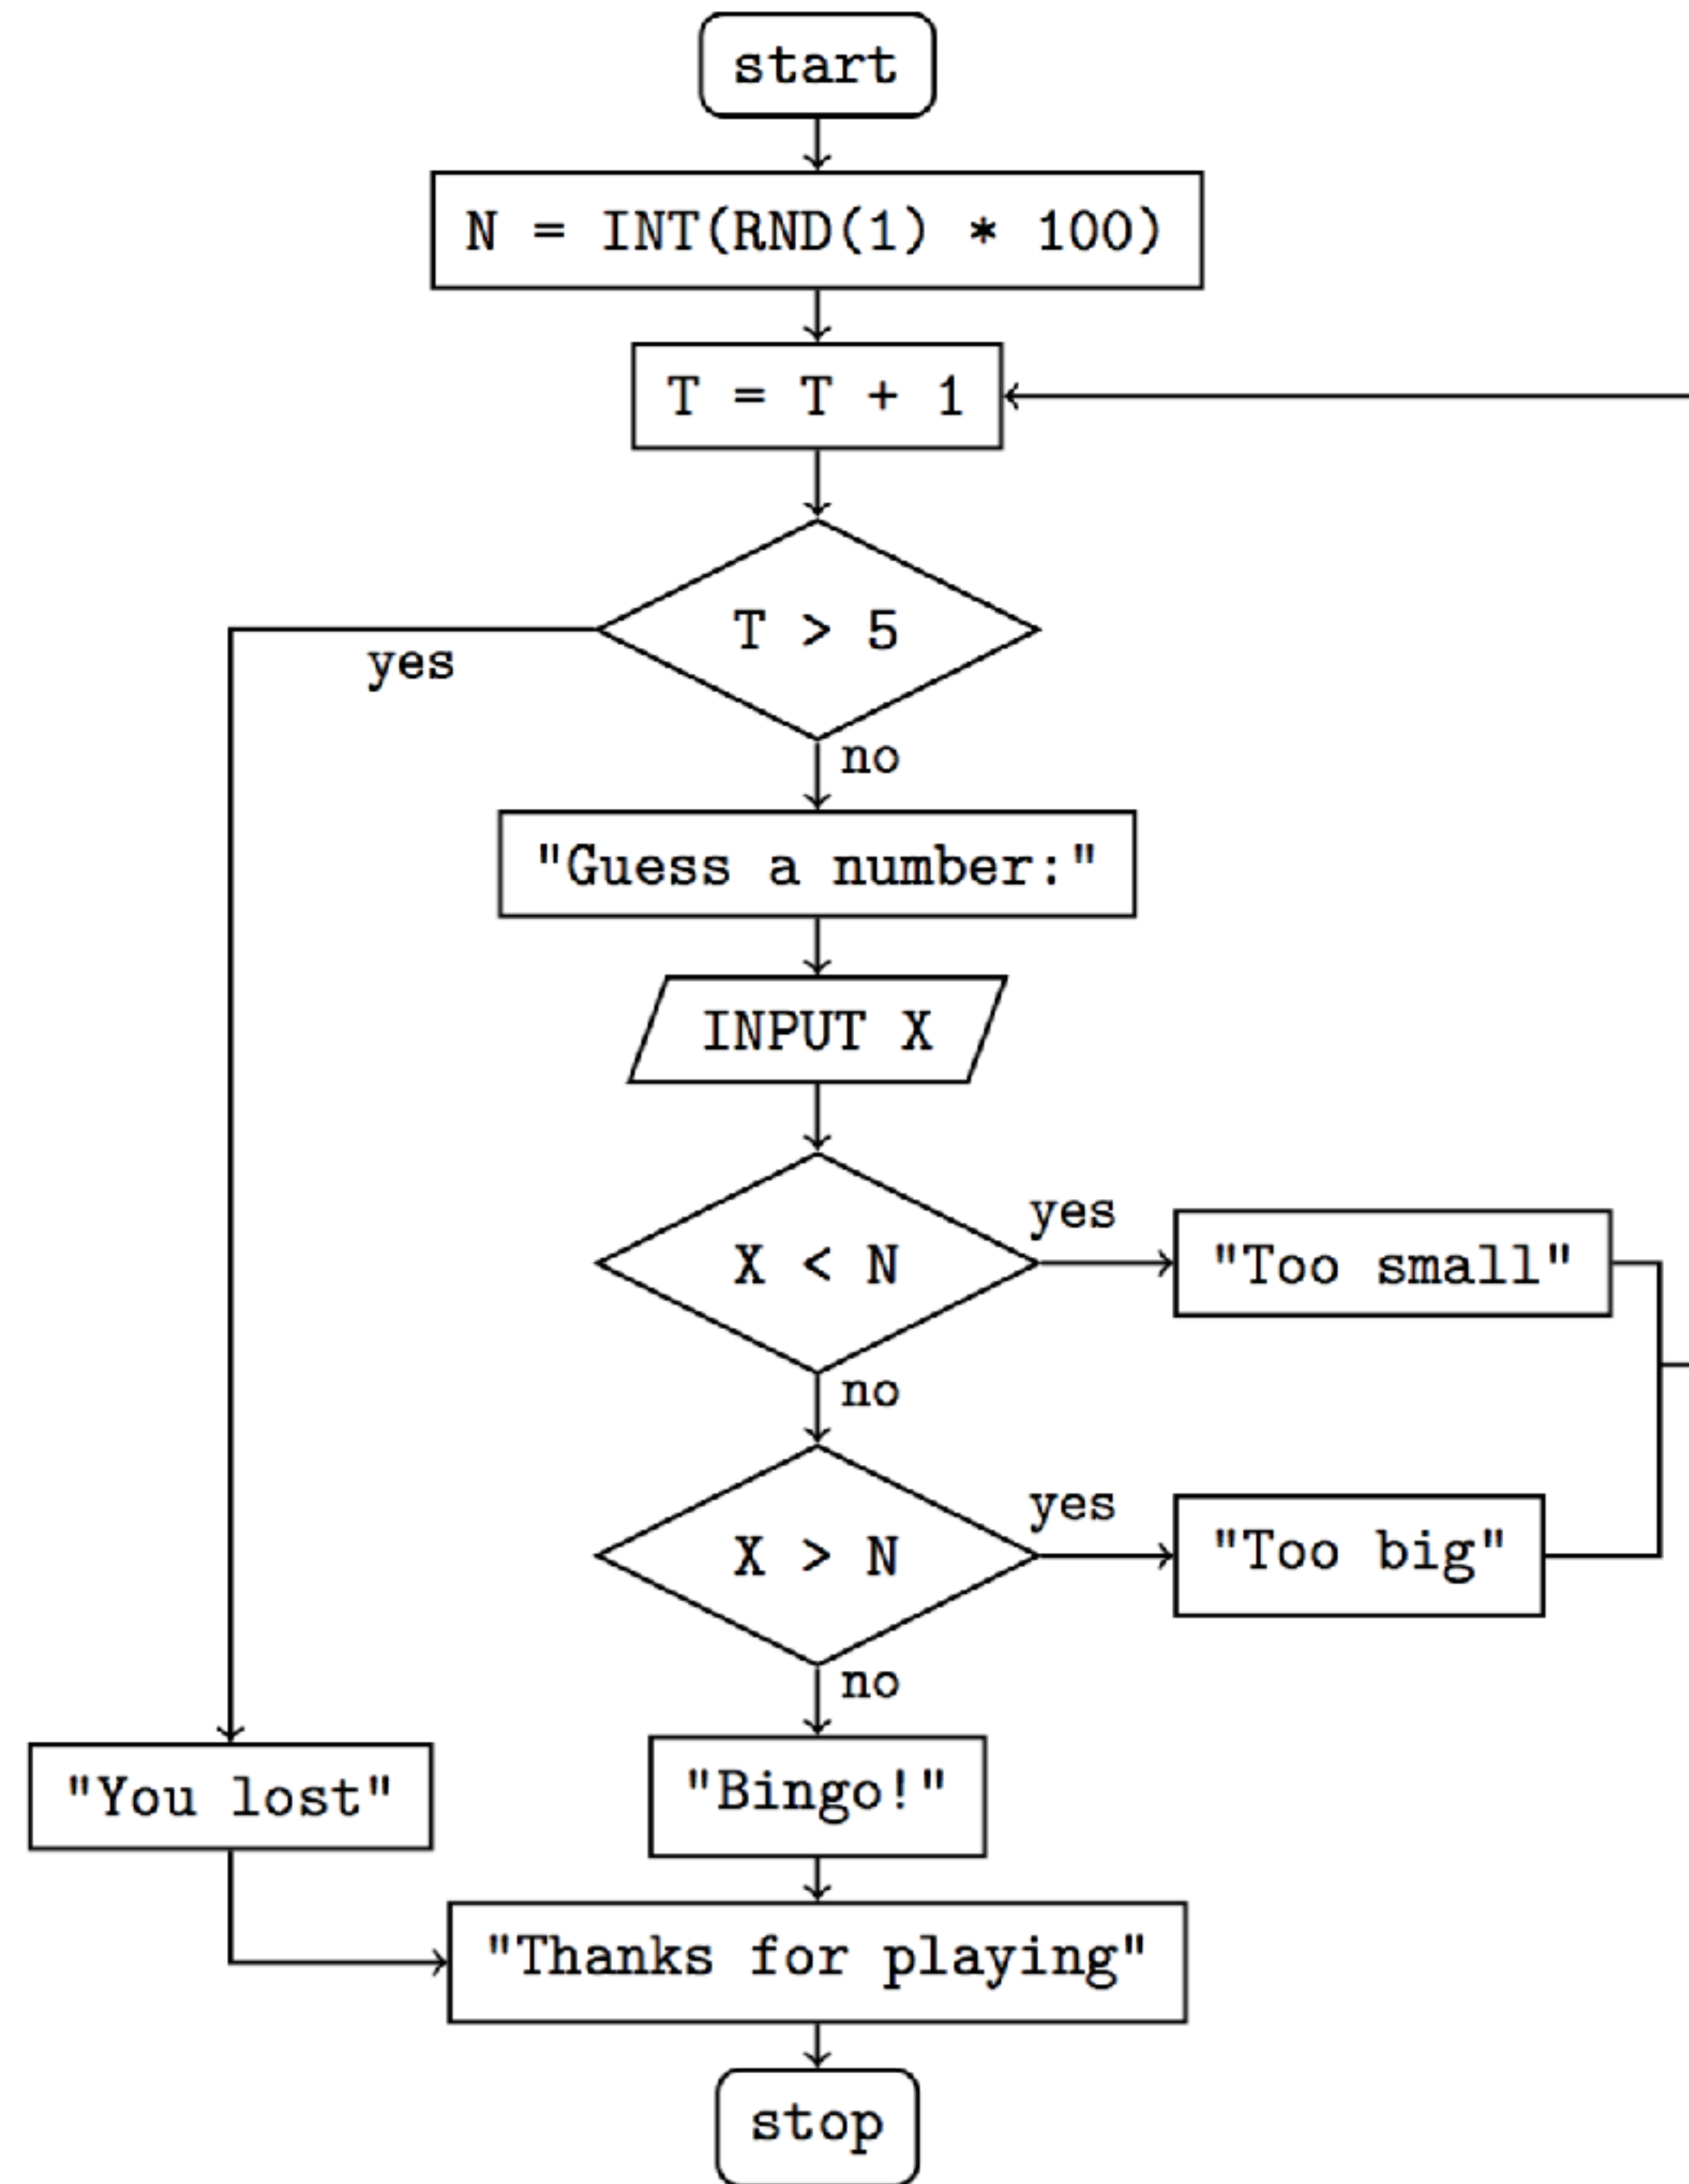 start
N = INT(RND(1) * 100)
T = T + 1
T > 5
yes
no
"Guess a number:"
INPUT X
X < N
yes
"Too small"
no
X > N
yes
"Too big"
no
"You lost"
"Bingo!"
"Thanks for playing"
stop